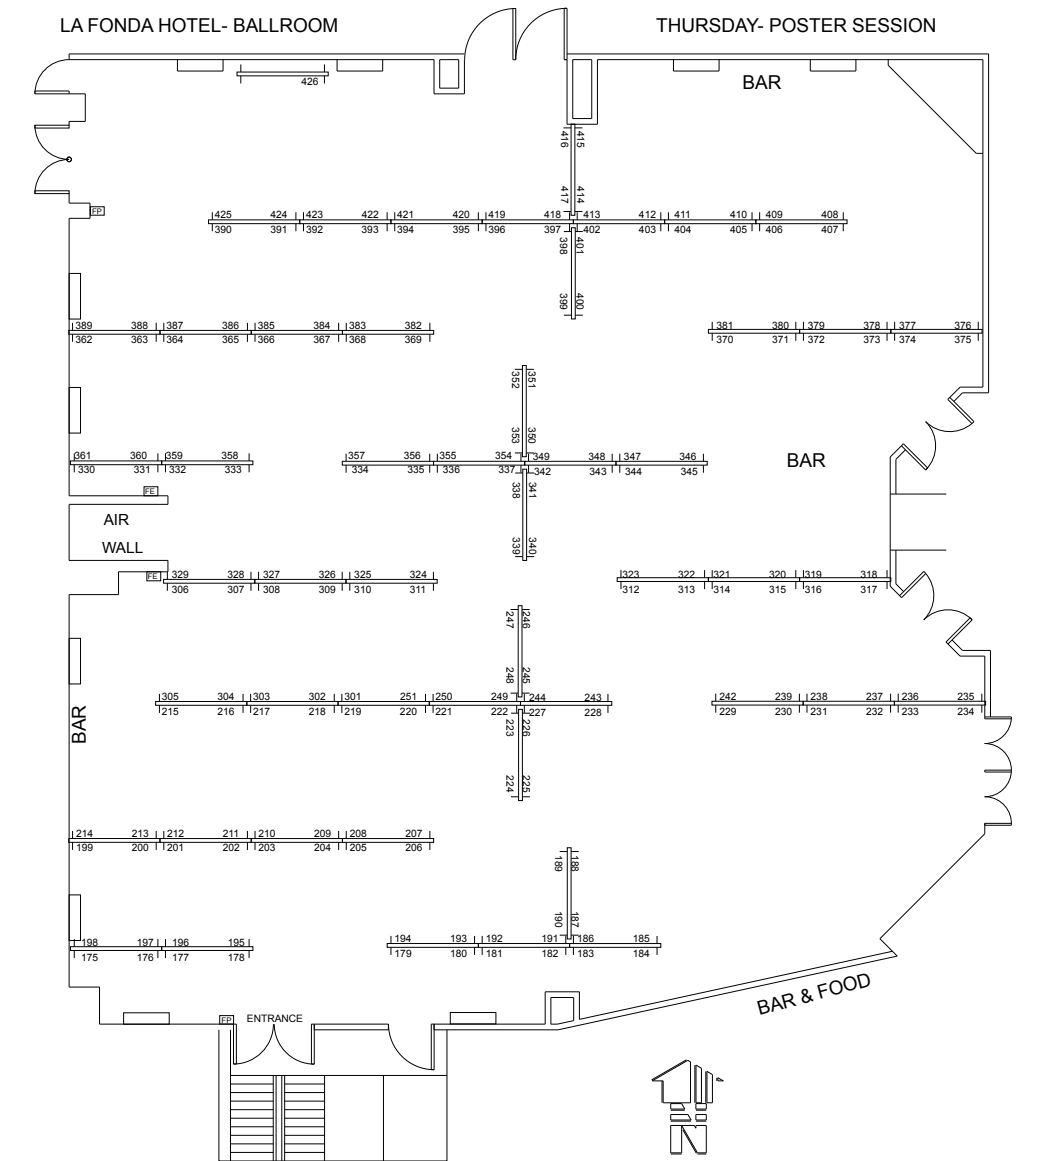 LA FONDA HOTEL- BALLROOM
THURSDAY- POSTER SESSION
BAR
426
416 415
417 414
FP
425 424 423 422 421 420 419 418 413 412 411 410 409 408
390 391 392 393 394 395 396 397 402 403 404 405 406 407
398 401
399 400
389 388 387 386 385 384 383 382
362 363 364 365 366 367 368 369
381 380 379 378 377 376
370 371 372 373 374 375
352 351
353 350
361 360 359 358
330 331 332 333
357 356 355 354 349 348 347 346
334 335 336 337 342 343 344 345
BAR
338 341
339 340
FE
AIR
WALL
FE
329 328 327 326 325 324
306 307 308 309 310 311
323 322 321 320 319 318
312 313 314 315 316 317
247 246
248 245
305 304 303 302 301 251 250 249 244 243
215 216 217 218 219 220 221 222 227 228
242 239 238 237 236 235
229 230 231 232 233 234
BAR
223 226
224 225
214 213 212 211 210 209 208 207
199 200 201 202 203 204 205 206
189 188
190 187
198 197 196 195
175 176 177 178
194 193 192 191 186 185
179 180 181 182 183 184
BAR & FOOD
FP
ENTRANCE
N